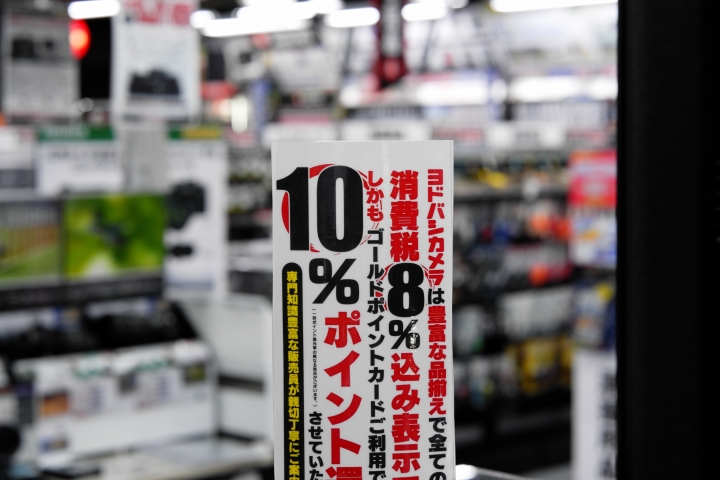 ヨドバシカメラは豊富な品揃えで全ての
消費税8%込み表示
しかもゴールドポイントカードご利用で
10%ポイント還
させていた
専門知識豊富な販売員が親切丁寧にご案